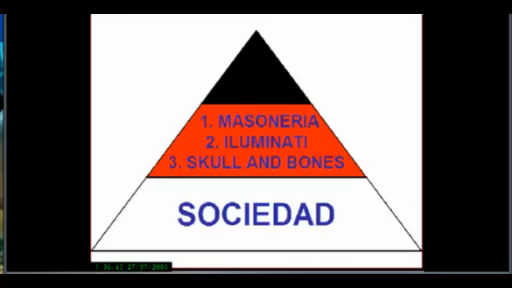 1. MASONERIA
2. ILUMINATI
3. SKULL AND BONES
SOCIEDAD